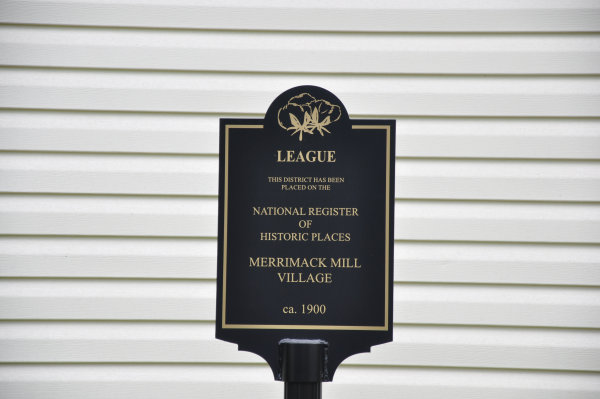 LEAGUE
THIS DISTRICT HAS BEEN
PLACED ON THE
NATIONAL REGISTER
OF
HISTORIC PLACES
MERRIMACK MILL
VILLAGE
ca. 1900